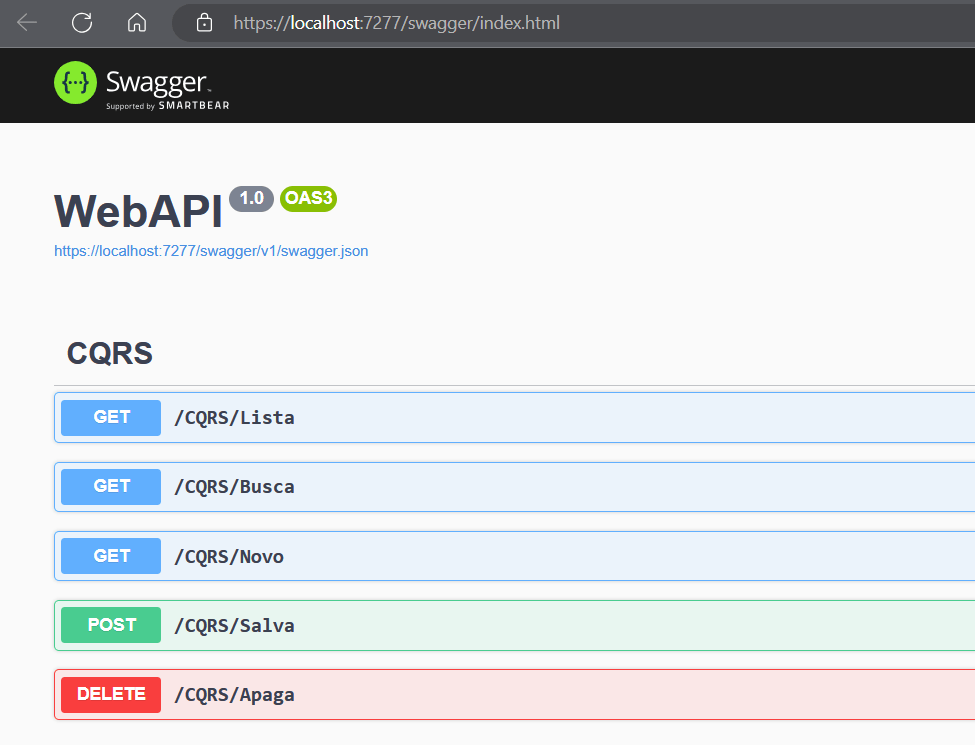 https://localhost:7277/swagger/index.html
{···} Swagger
Supported by SMARTBEAR
WebAPI 1.0 OAS3
https://localhost:7277/swagger/v1/swagger.json
CQRS
GET /CQRS/Lista
GET /CQRS/Busca
GET /CQRS/Novo
POST /CQRS/Salva
DELETE /CQRS/Apaga